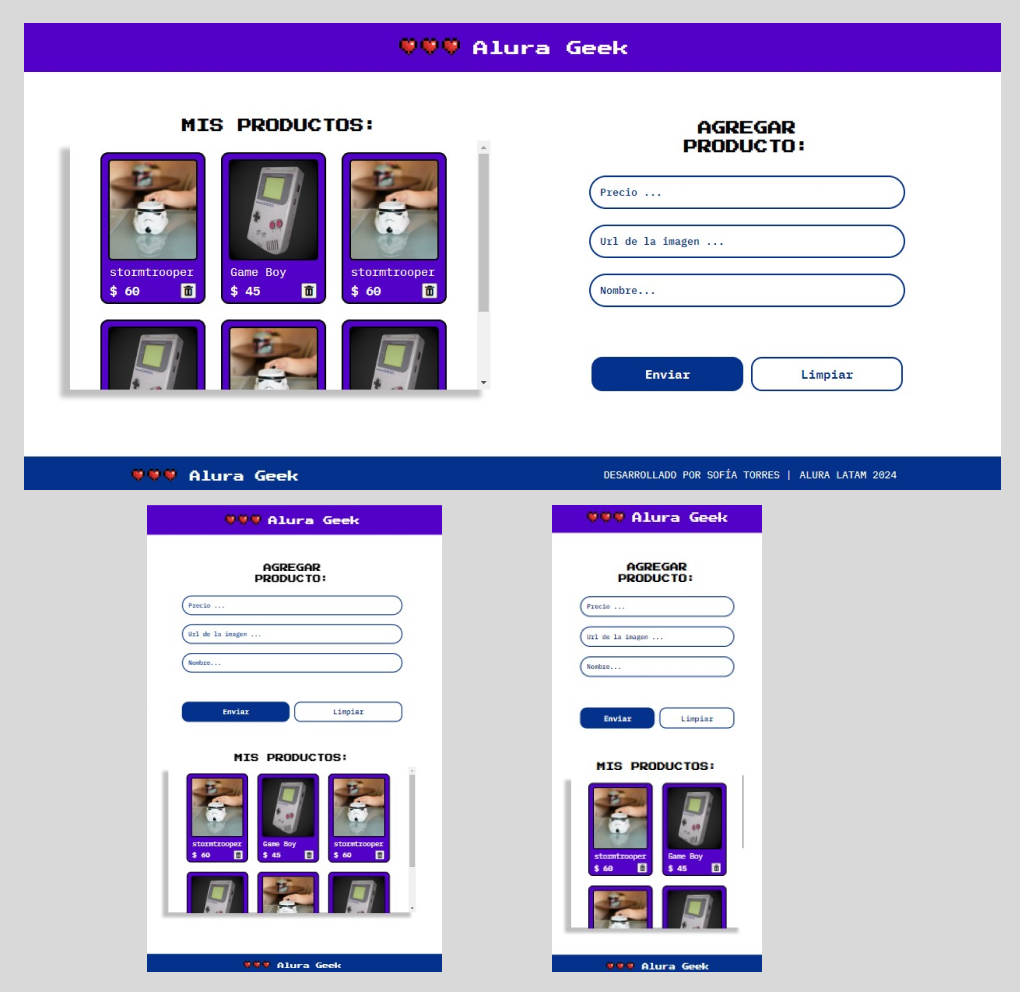 Alura Geek
MIS PRODUCTOS:
stormtrooper
$ 60
Game Boy
$ 45
stormtrooper
$ 60
AGREGAR
PRODUCTO:
Precio ...
Url de la imagen ...
Nombre...
Enviar
Limpiar
Alura Geek
DESARROLLADO POR SOFÍA TORRES | ALURA LATAM 2024
Alura Geek
AGREGAR
PRODUCTO:
Precio ...
Url de la imagen ...
Nombre...
Enviar
Limpiar
MIS PRODUCTOS:
stormtrooper
$ 60
Game Boy
$ 45
stormtrooper
$ 60
Alura Geek
Alura Geek
AGREGAR
PRODUCTO:
Precio ...
Url de la imagen ...
Nombre...
Enviar
Limpiar
MIS PRODUCTOS:
stormtrooper
$ 60
Game Boy
$ 45
Alura Geek